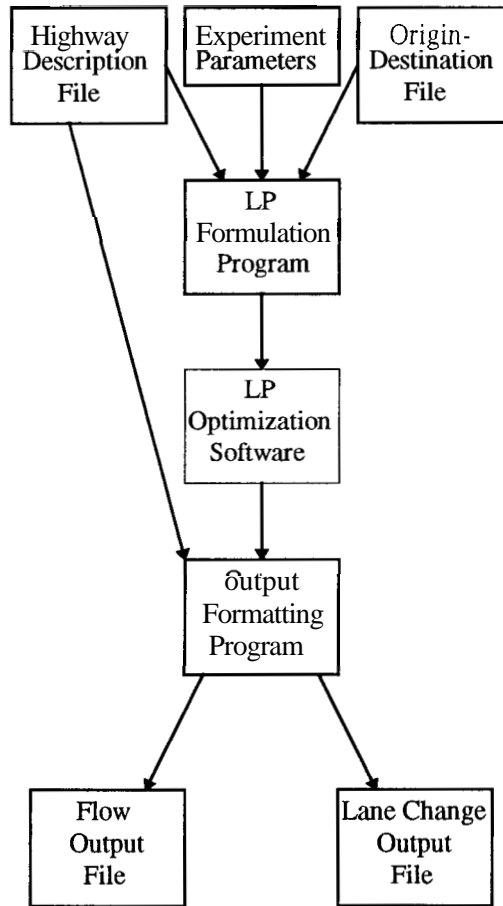 Highway
Description
File
Experiment
Parameters
Origin-
Destination
File
LP
Formulation
Program
LP
Optimization
Software
output
Formatting
Program
Flow
Output
File
Lane Change
Output
File